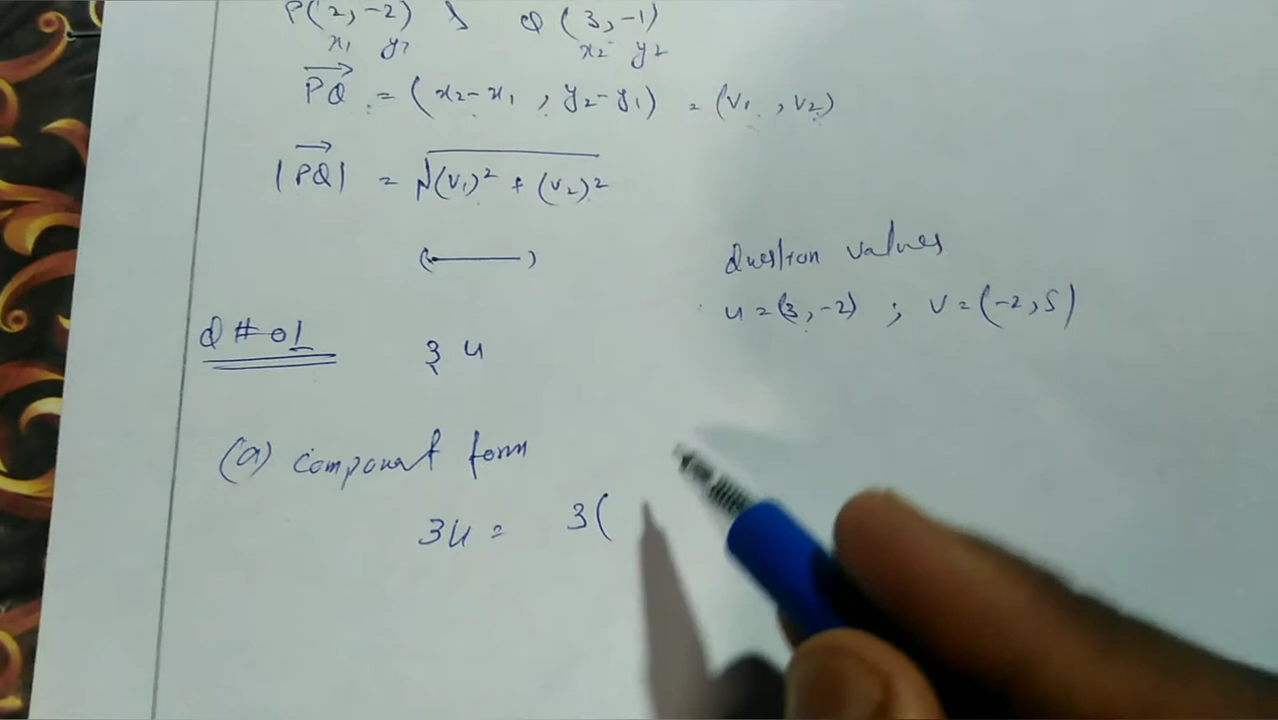 P(2, -2) & Q (3, -1)
x₁ y₁ x₂ y₂
PQ = (x₂-x₁ , y₂-y₁) = (v₁ , v₂)
|PQ| = √(v₁)² + (v₂)²
Question values
u = (3, -2) ; v = (-2, 5)
Q # 01 3 u
(a) component form
3u = 3(